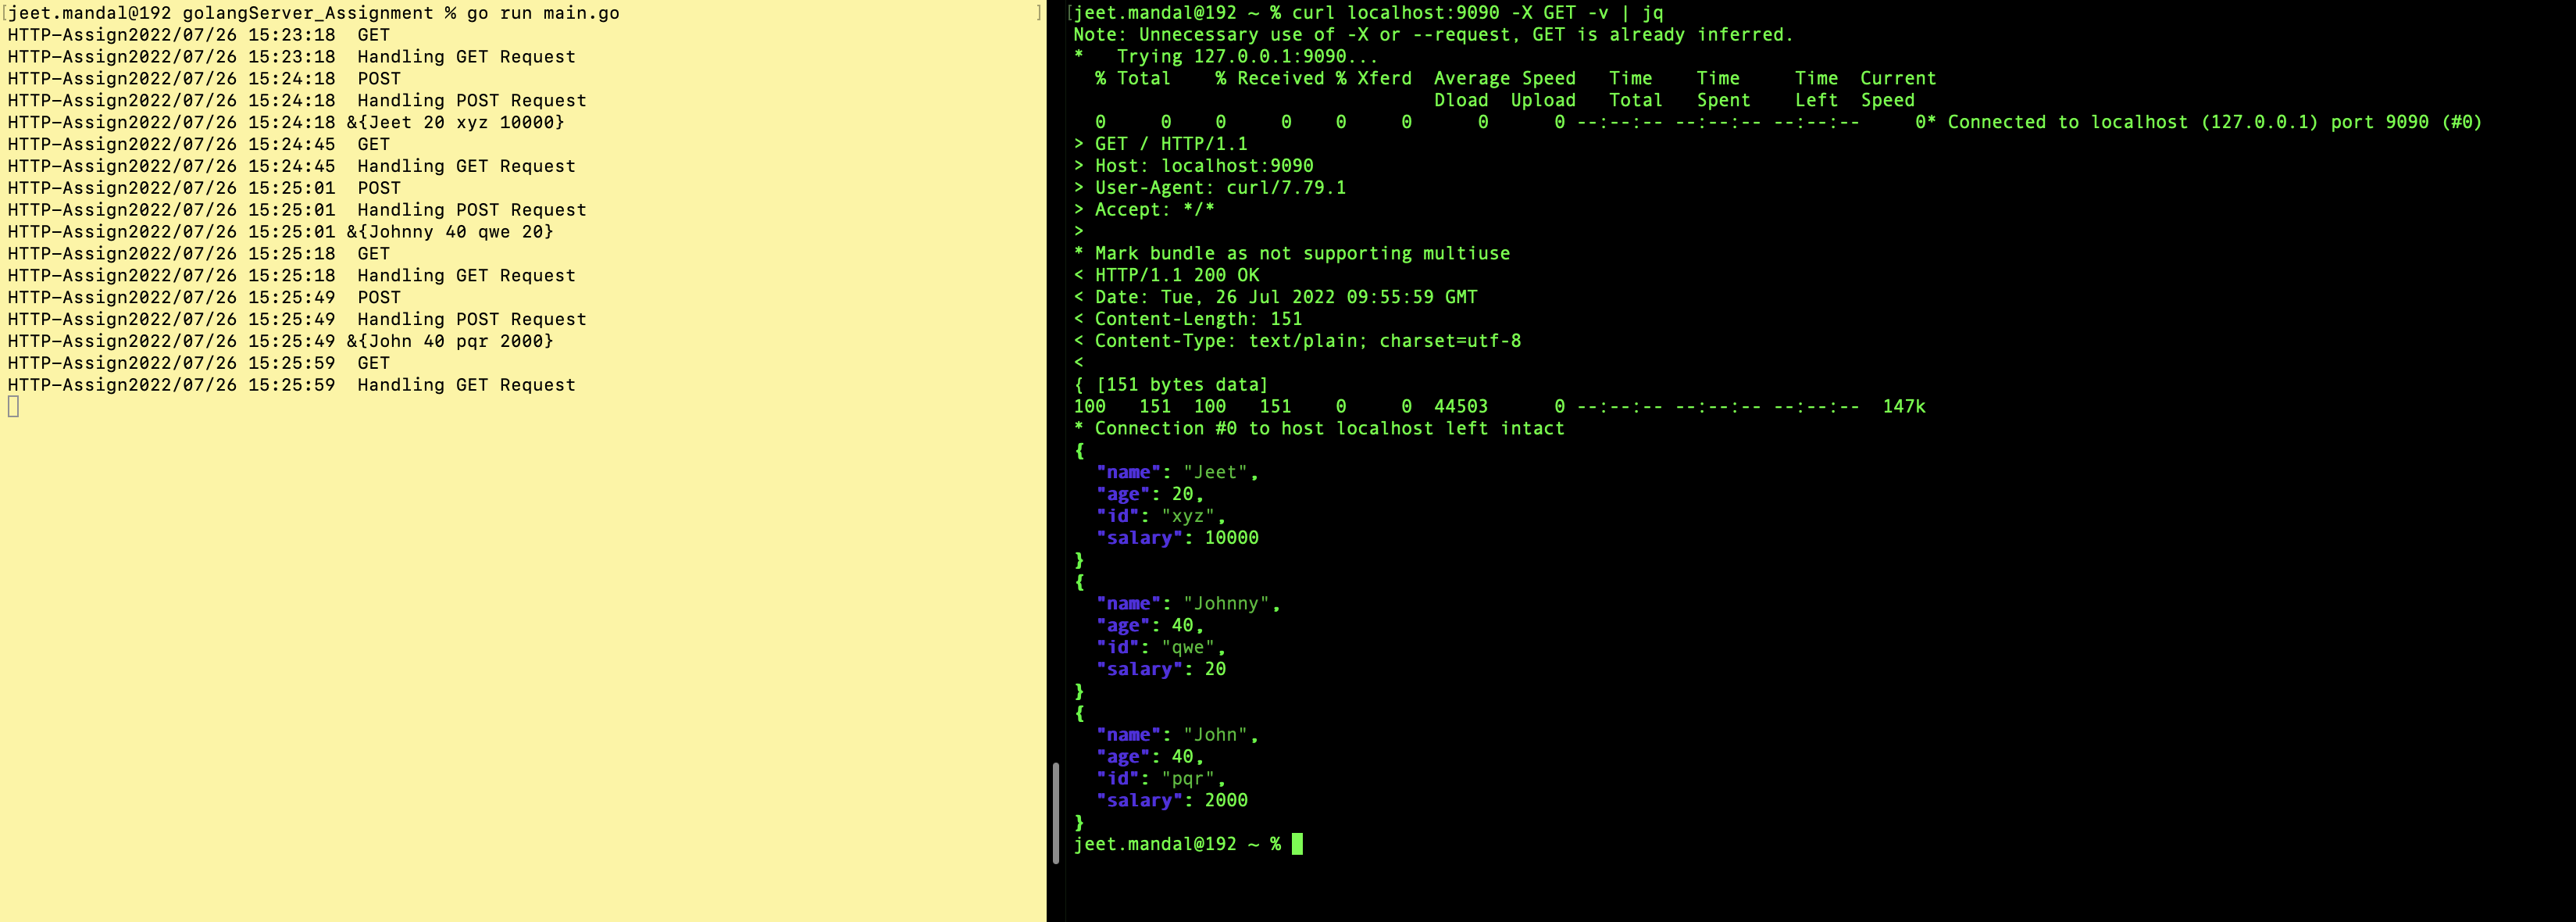 [jeet.mandal@192 golangServer_Assignment % go run main.go ]
HTTP-Assign2022/07/26 15:23:18  GET
HTTP-Assign2022/07/26 15:23:18  Handling GET Request
HTTP-Assign2022/07/26 15:24:18  POST
HTTP-Assign2022/07/26 15:24:18  Handling POST Request
HTTP-Assign2022/07/26 15:24:18 &{Jeet 20 xyz 10000}
HTTP-Assign2022/07/26 15:24:45  GET
HTTP-Assign2022/07/26 15:24:45  Handling GET Request
HTTP-Assign2022/07/26 15:25:01  POST
HTTP-Assign2022/07/26 15:25:01  Handling POST Request
HTTP-Assign2022/07/26 15:25:01 &{Johnny 40 qwe 20}
HTTP-Assign2022/07/26 15:25:18  GET
HTTP-Assign2022/07/26 15:25:18  Handling GET Request
HTTP-Assign2022/07/26 15:25:49  POST
HTTP-Assign2022/07/26 15:25:49  Handling POST Request
HTTP-Assign2022/07/26 15:25:49 &{John 40 pqr 2000}
HTTP-Assign2022/07/26 15:25:59  GET
HTTP-Assign2022/07/26 15:25:59  Handling GET Request
[jeet.mandal@192 ~ % curl localhost:9090 -X GET -v | jq
Note: Unnecessary use of -X or --request, GET is already inferred.
*   Trying 127.0.0.1:9090...
  % Total    % Received % Xferd  Average Speed   Time    Time     Time  Current
                                 Dload  Upload   Total   Spent    Left  Speed
  0     0    0     0    0     0      0      0 --:--:-- --:--:-- --:--:--     0* Connected to localhost (127.0.0.1) port 9090 (#0)
> GET / HTTP/1.1
> Host: localhost:9090
> User-Agent: curl/7.79.1
> Accept: */*
>
* Mark bundle as not supporting multiuse
< HTTP/1.1 200 OK
< Date: Tue, 26 Jul 2022 09:55:59 GMT
< Content-Length: 151
< Content-Type: text/plain; charset=utf-8
<
{ [151 bytes data]
100   151  100   151    0     0  44503      0 --:--:-- --:--:-- --:--:--  147k
* Connection #0 to host localhost left intact
{
  "name": "Jeet",
  "age": 20,
  "id": "xyz",
  "salary": 10000
}
{
  "name": "Johnny",
  "age": 40,
  "id": "qwe",
  "salary": 20
}
{
  "name": "John",
  "age": 40,
  "id": "pqr",
  "salary": 2000
}
jeet.mandal@192 ~ %